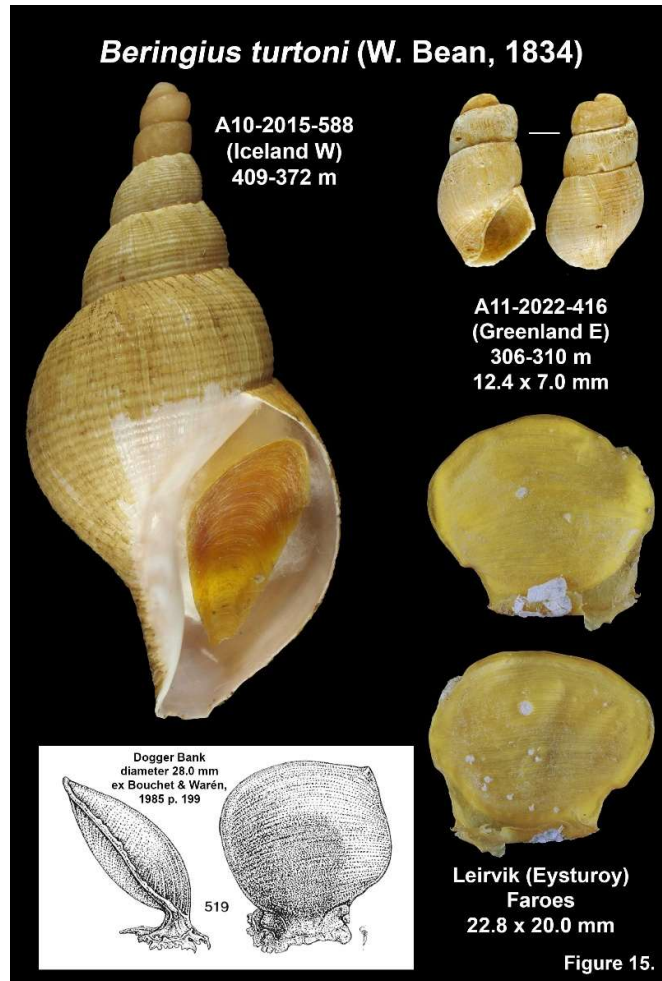 Beringius turtoni (W. Bean, 1834)
A10-2015-588
(Iceland W)
409-372 m
A11-2022-416
(Greenland E)
306-310 m
12.4 x 7.0 mm
Dogger Bank
diameter 28.0 mm
ex Bouchet & Warén,
1985 p. 199
519
Leirvik (Eysturoy)
Faroes
22.8 x 20.0 mm
Figure 15.